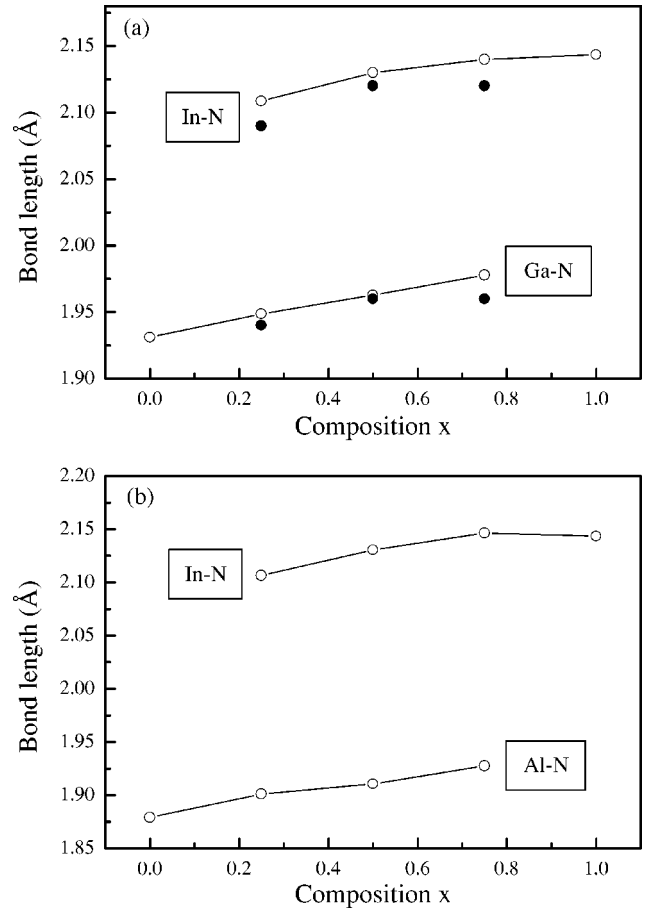 (a)
2.15
2.10
2.05
2.00
1.95
1.90
Bond length (Å)
In-N
Ga-N
0.0 0.2 0.4 0.6 0.8 1.0
Composition x
(b)
2.20
2.15
2.10
2.05
2.00
1.95
1.90
1.85
Bond length (Å)
In-N
Al-N
0.0 0.2 0.4 0.6 0.8 1.0
Composition x